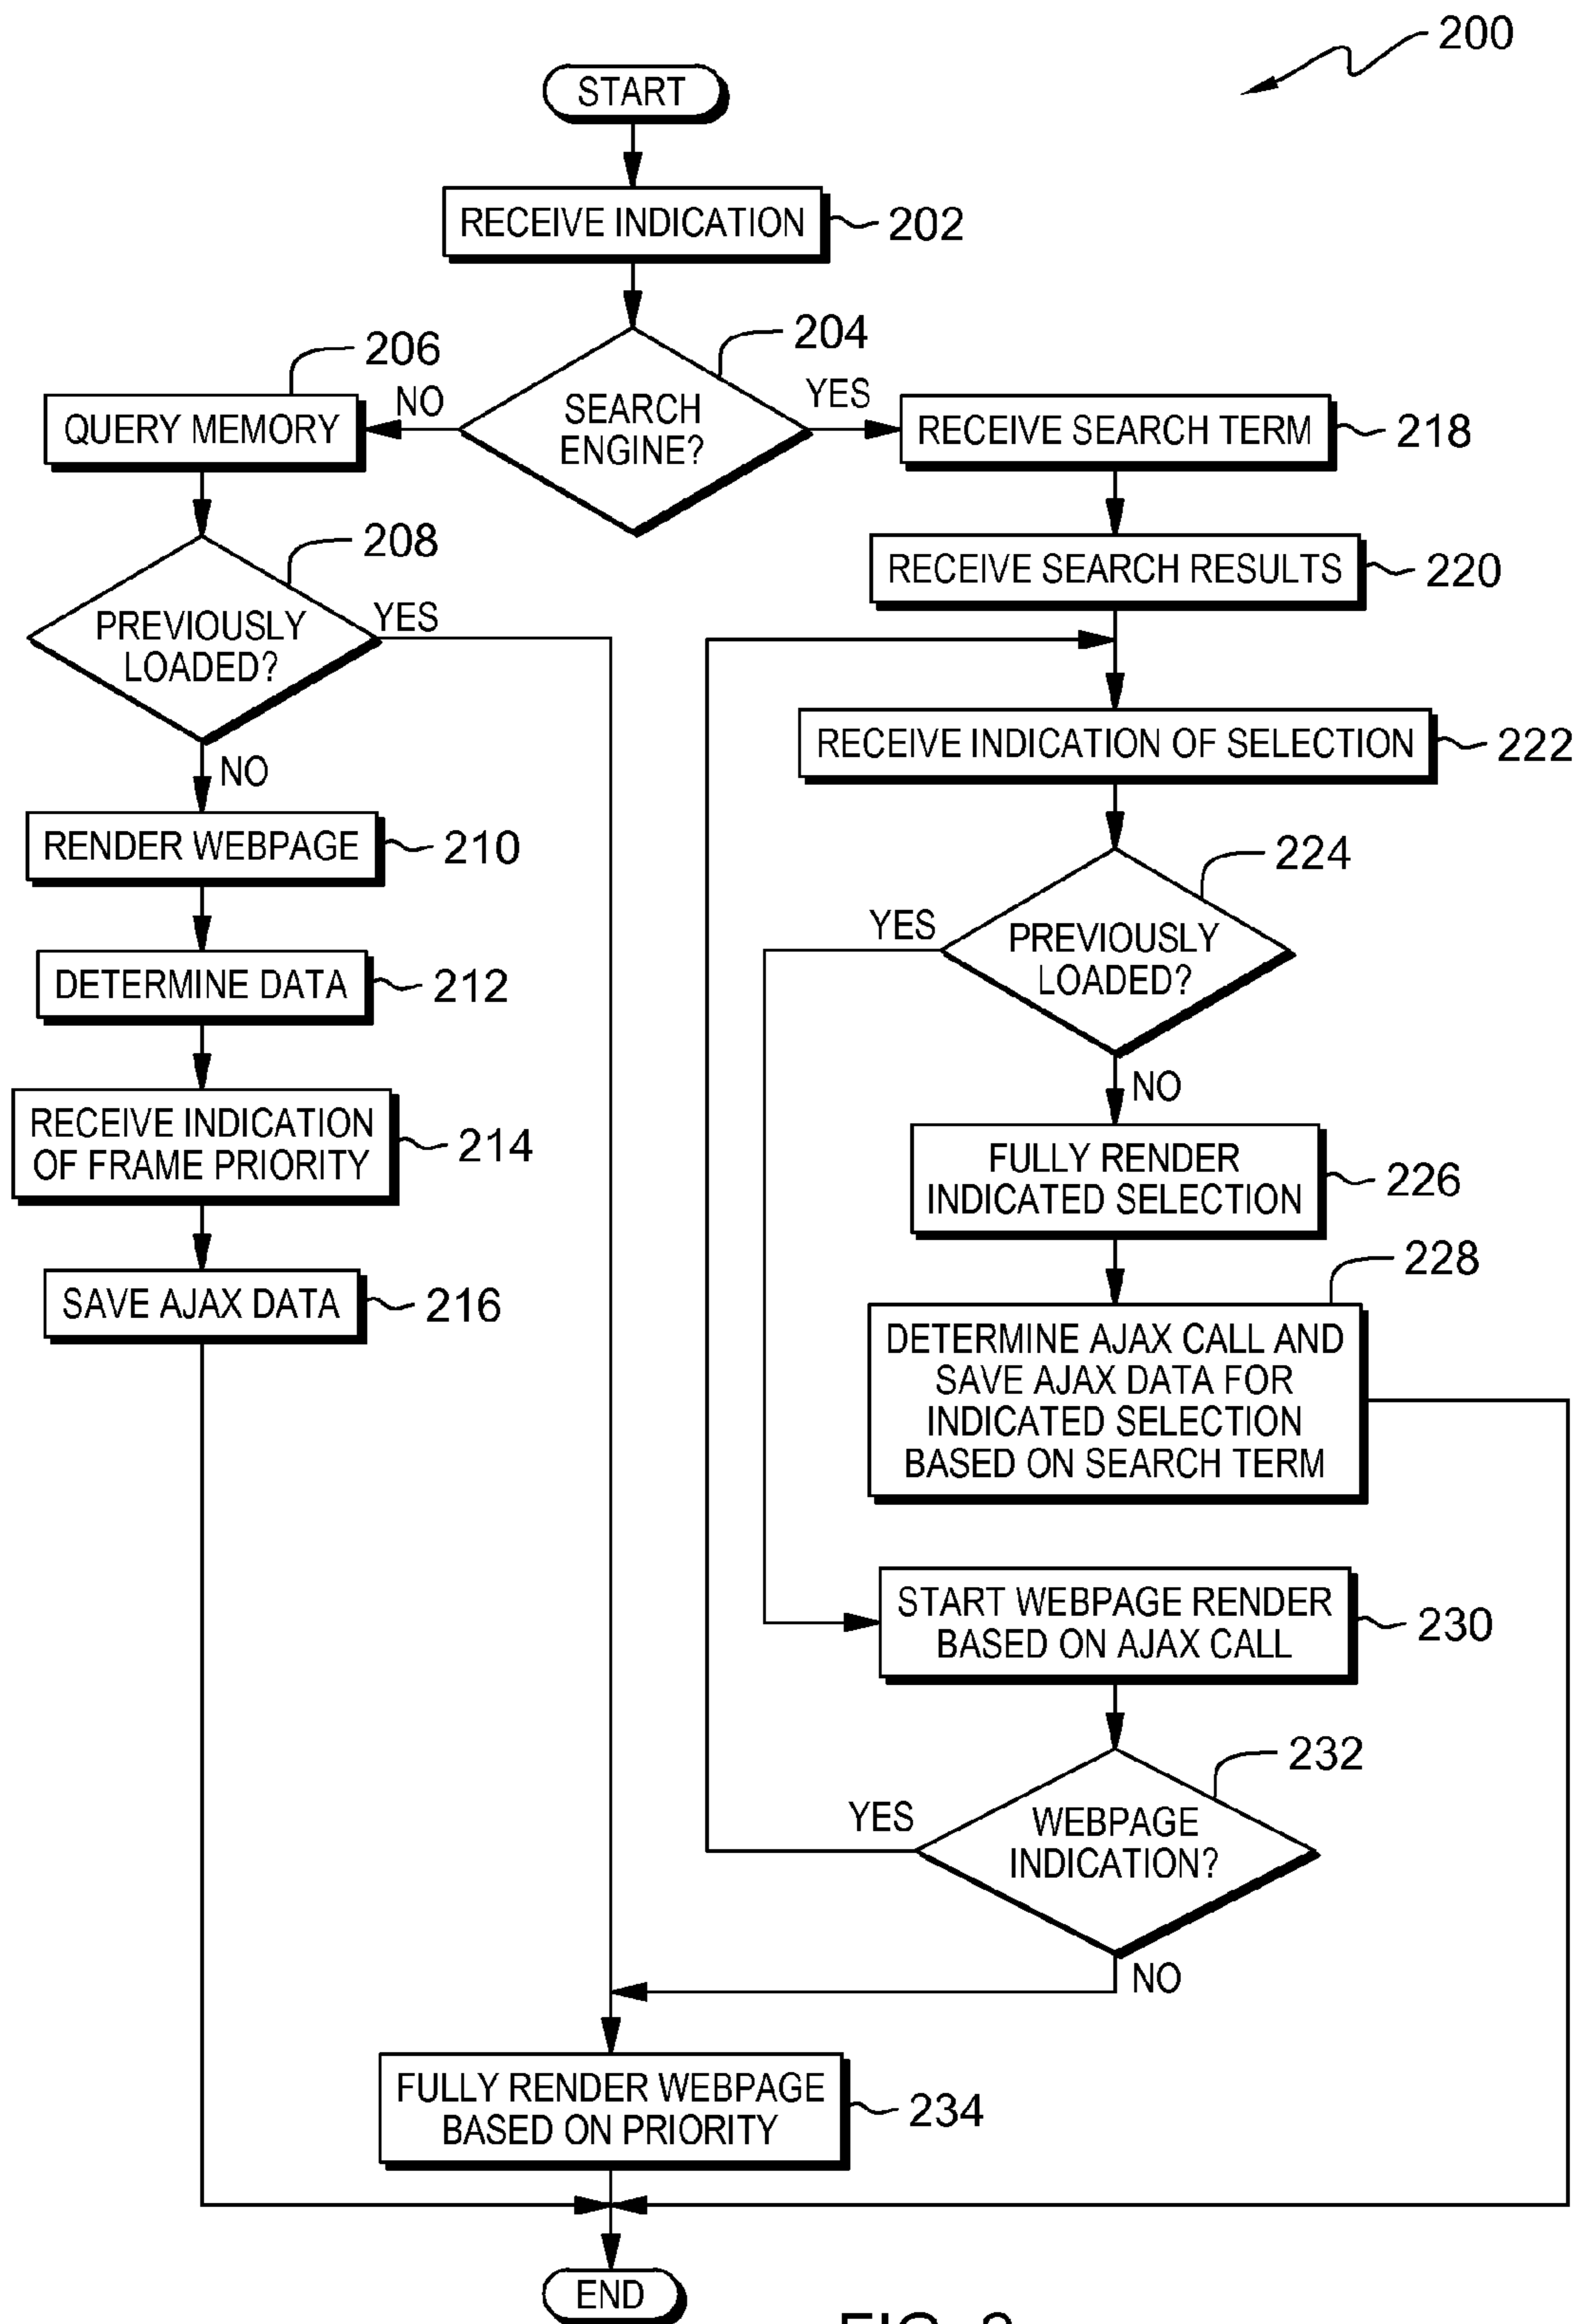 200
START
RECEIVE INDICATION
202
204
SEARCH
ENGINE?
NO
YES
206
QUERY MEMORY
208
PREVIOUSLY
LOADED?
YES
NO
RENDER WEBPAGE
210
DETERMINE DATA
212
RECEIVE INDICATION
OF FRAME PRIORITY
214
SAVE AJAX DATA
216
RECEIVE SEARCH TERM
218
RECEIVE SEARCH RESULTS
220
RECEIVE INDICATION OF SELECTION
222
224
PREVIOUSLY
LOADED?
YES
NO
FULLY RENDER
INDICATED SELECTION
226
228
DETERMINE AJAX CALL AND
SAVE AJAX DATA FOR
INDICATED SELECTION
BASED ON SEARCH TERM
START WEBPAGE RENDER
BASED ON AJAX CALL
230
232
WEBPAGE
INDICATION?
YES
NO
FULLY RENDER WEBPAGE
BASED ON PRIORITY
234
END
FIG.